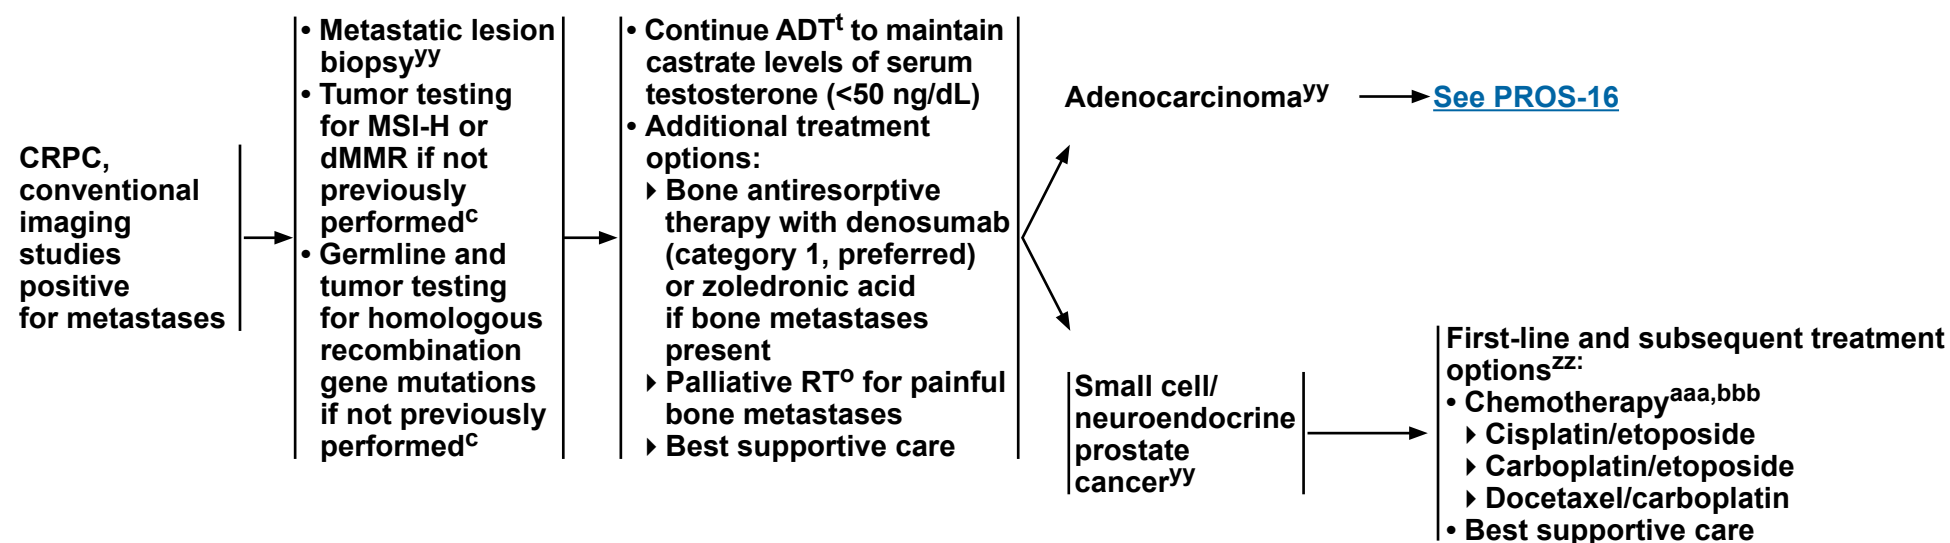 CRPC,
conventional
imaging
studies
positive
for metastases
• Metastatic lesion
biopsyyy
• Tumor testing
for MSI-H or
dMMR if not
previously
performedc
• Germline and
tumor testing
for homologous
recombination
gene mutations
if not previously
performedc
• Continue ADTt to maintain
castrate levels of serum
testosterone (<50 ng/dL)
• Additional treatment
options:
▸ Bone antiresorptive
therapy with denosumab
(category 1, preferred)
or zoledronic acid
if bone metastases
present
▸ Palliative RTo for painful
bone metastases
▸ Best supportive care
Adenocarcinomayy
See PROS-16
Small cell/
neuroendocrine
prostate
canceryy
First-line and subsequent treatment
optionszz:
• Chemotherapyaaa,bbb
▸ Cisplatin/etoposide
▸ Carboplatin/etoposide
▸ Docetaxel/carboplatin
• Best supportive care